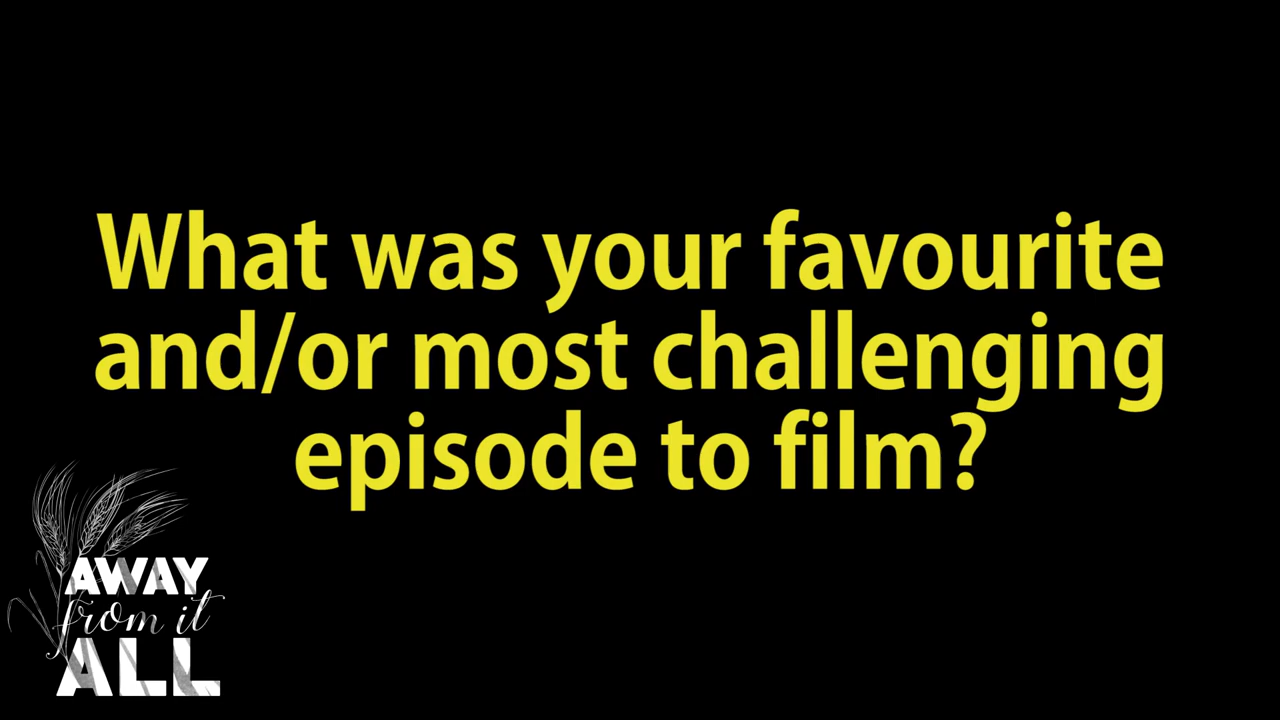 What was your favourite
and/or most challenging
episode to film?
AWAY
from it
ALL